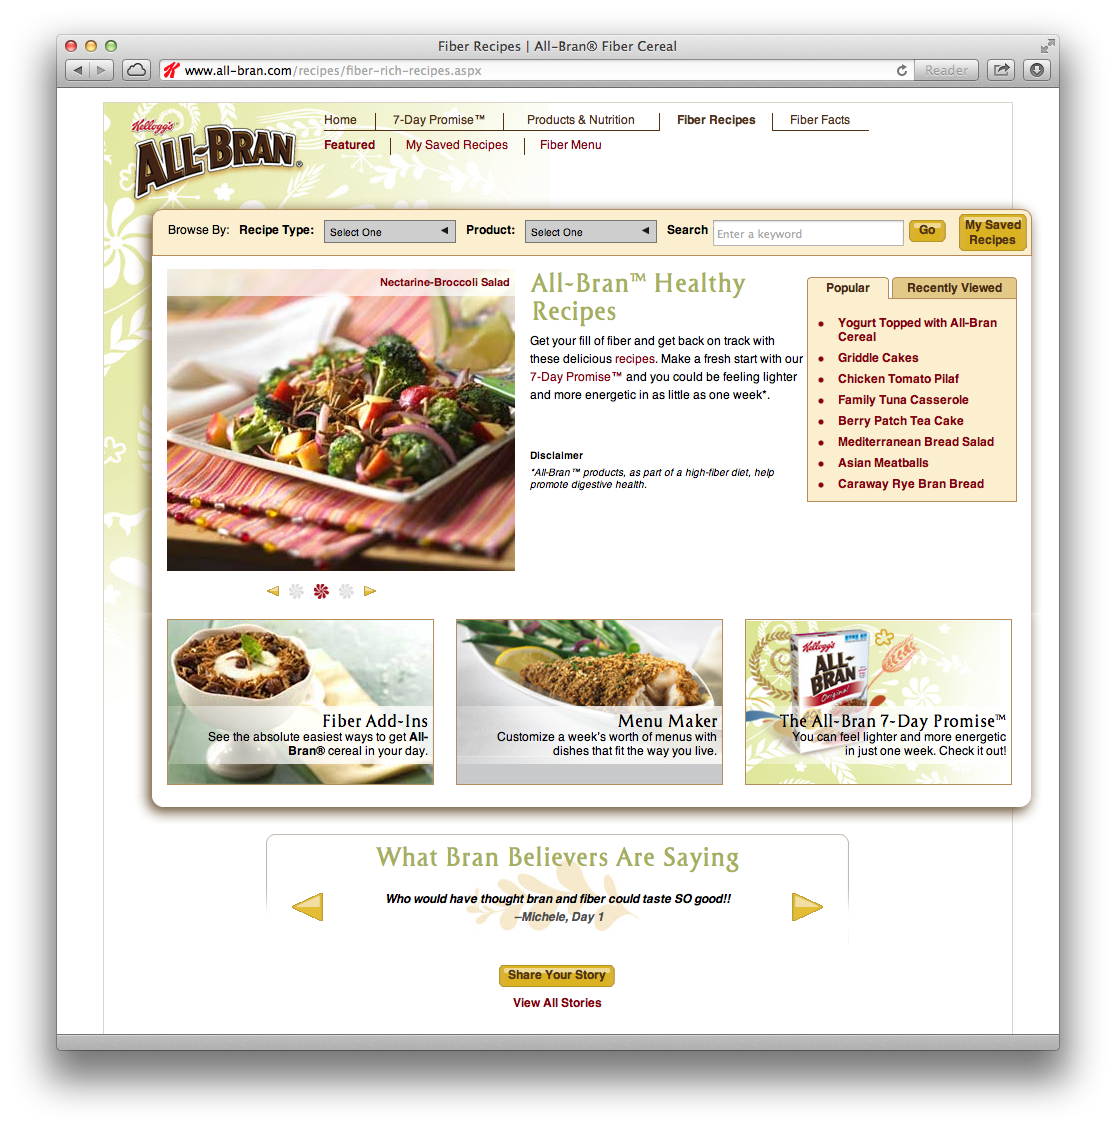 Fiber Recipes | All-Bran® Fiber Cereal
www.all-bran.com/recipes/fiber-rich-recipes.aspx
Reader
Kellogg's
ALL-BRAN®
Home
7-Day Promise™
Products & Nutrition
Fiber Recipes
Fiber Facts
Featured
My Saved Recipes
Fiber Menu
Browse By:
Recipe Type:
Select One
Product:
Select One
Search
Enter a keyword
Go
My Saved
Recipes
Nectarine-Broccoli Salad
All-Bran™ Healthy
Recipes
Get your fill of fiber and get back on track with
these delicious recipes. Make a fresh start with our
7-Day Promise™ and you could be feeling lighter
and more energetic in as little as one week*.
Disclaimer
*All-Bran™ products, as part of a high-fiber diet, help
promote digestive health.
Popular
Recently Viewed
Yogurt Topped with All-Bran
Cereal
Griddle Cakes
Chicken Tomato Pilaf
Family Tuna Casserole
Berry Patch Tea Cake
Mediterranean Bread Salad
Asian Meatballs
Caraway Rye Bran Bread
Fiber Add-Ins
See the absolute easiest ways to get All-
Bran® cereal in your day.
Menu Maker
Customize a week's worth of menus with
dishes that fit the way you live.
Kellogg's
ALL-
BRAN
Original
The All-Bran 7-Day Promise™
You can feel lighter and more energetic
in just one week. Check it out!
What Bran Believers Are Saying
Who would have thought bran and fiber could taste SO good!!
–Michele, Day 1
Share Your Story
View All Stories